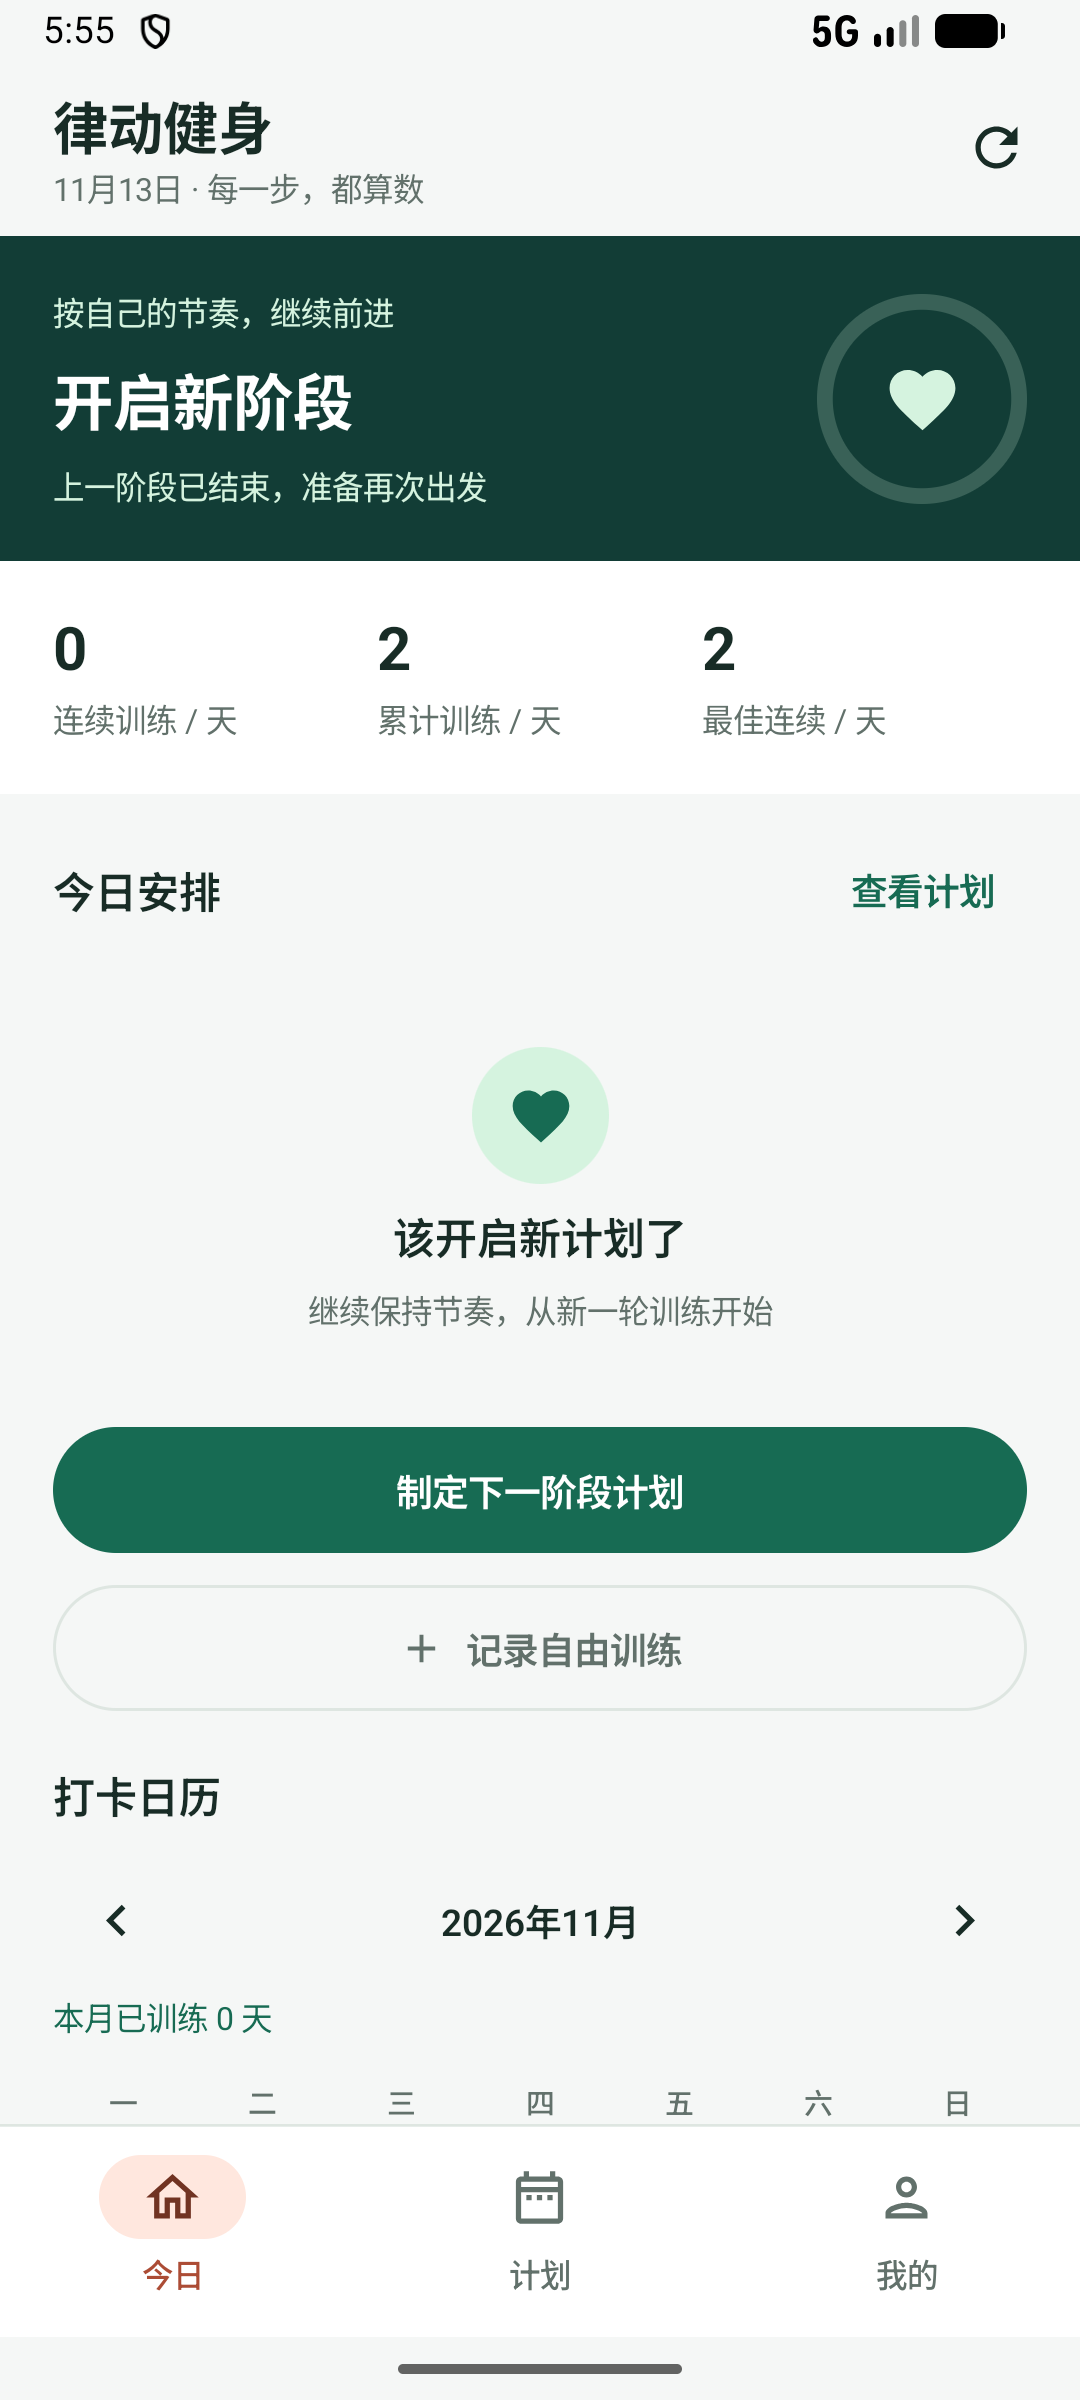 5:55
5G
律动健身
11月13日 · 每一步，都算数
按自己的节奏，继续前进
开启新阶段
上一阶段已结束，准备再次出发
0 2 2
连续训练 / 天 累计训练 / 天 最佳连续 / 天
今日安排 查看计划
该开启新计划了
继续保持节奏，从新一轮训练开始
制定下一阶段计划
记录自由训练
打卡日历
2026年11月
本月已训练 0 天
一 二 三 四 五 六 日
今日 计划 我的